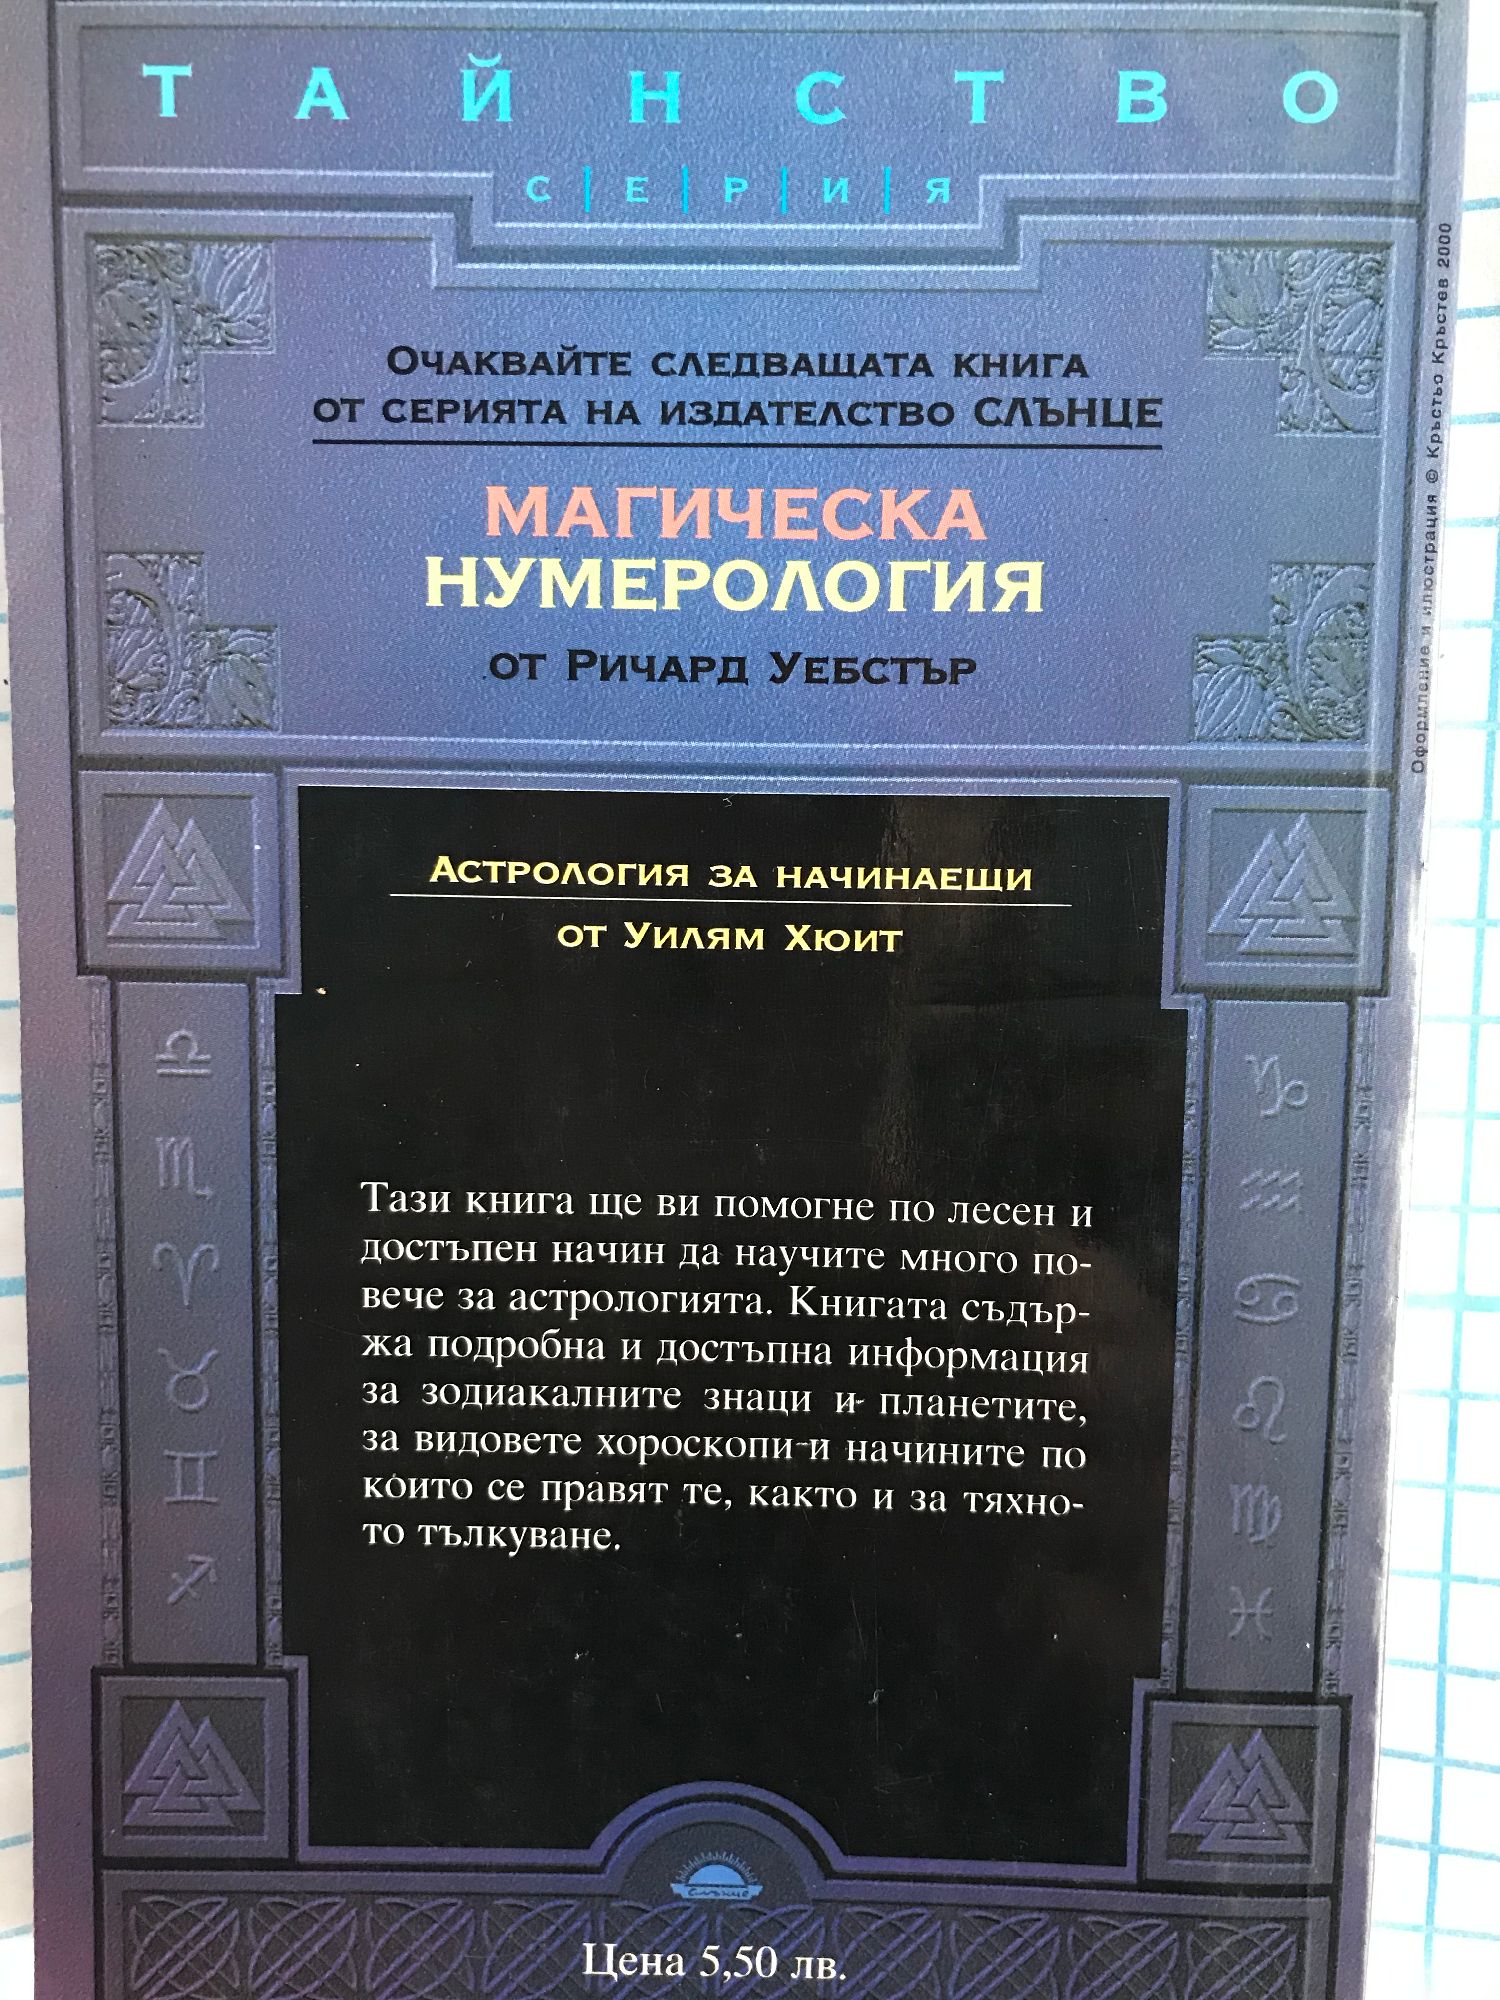 ТАЙНСТВО
С|Е|Р|И|Я
Очаквайте следващата книга
от серията на издателство СЛЪНЦЕ
МАГИЧЕСКА
НУМЕРОЛОГИЯ
от Ричард Уебстър
Оформление и илюстрация © Кръстьо Кръстев 2000
Астрология за начинаещи
от Уилям Хюит
Тази книга ще ви помогне по лесен и
достъпен начин да научите много по-
вече за астрологията. Книгата съдър-
жа подробна и достъпна информация
за зодиакалните знаци и планетите,
за видовете хороскопи и начините по
които се правят те, както и за тяхно-
то тълкуване.
Слънце
Цена 5,50 лв.